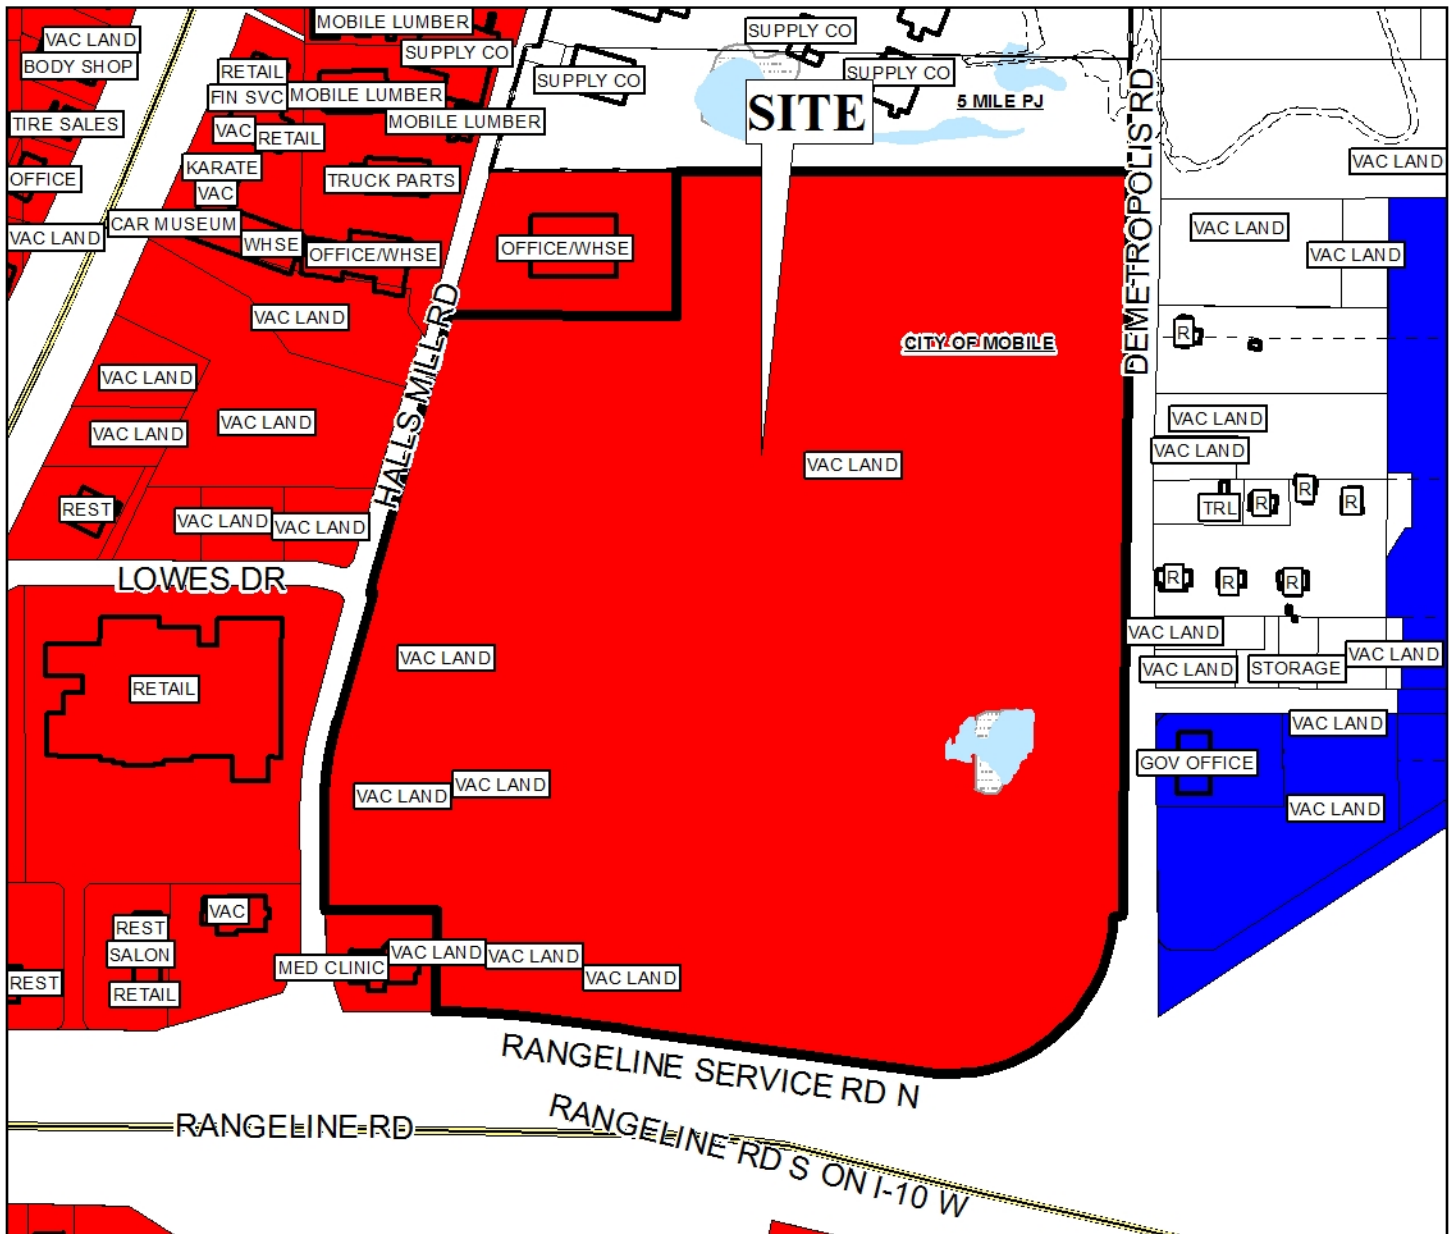 MOBILE LUMBER
VAC LAND
BODY SHOP
SUPPLY CO
SUPPLY CO
RETAIL
FIN SVC
MOBILE LUMBER
SUPPLY CO
SUPPLY CO
SITE
5 MILE PJ
TIRE SALES
VAC
RETAIL
MOBILE LUMBER
DEMETROPOLIS RD
VAC LAND
OFFICE
KARATE
VAC
TRUCK PARTS
VAC LAND
CAR MUSEUM
WHSE
OFFICE/WHSE
OFFICE/WHSE
VAC LAND
VAC LAND
VAC LAND
HALLS MILL RD
CITY OF MOBILE
R
VAC LAND
VAC LAND
VAC LAND
VAC LAND
VAC LAND
VAC LAND
VAC LAND
REST
VAC LAND
VAC LAND
TRL
R
R
R
LOWES DR
R
R
R
VAC LAND
VAC LAND
RETAIL
VAC LAND
STORAGE
VAC LAND
VAC LAND
VAC LAND
VAC LAND
GOV OFFICE
VAC LAND
VAC
REST
SALON
RETAIL
REST
MED CLINIC
VAC LAND
VAC LAND
VAC LAND
RANGELINE SERVICE RD N
RANGELINE RD
RANGELINE RD S ON I-10 W